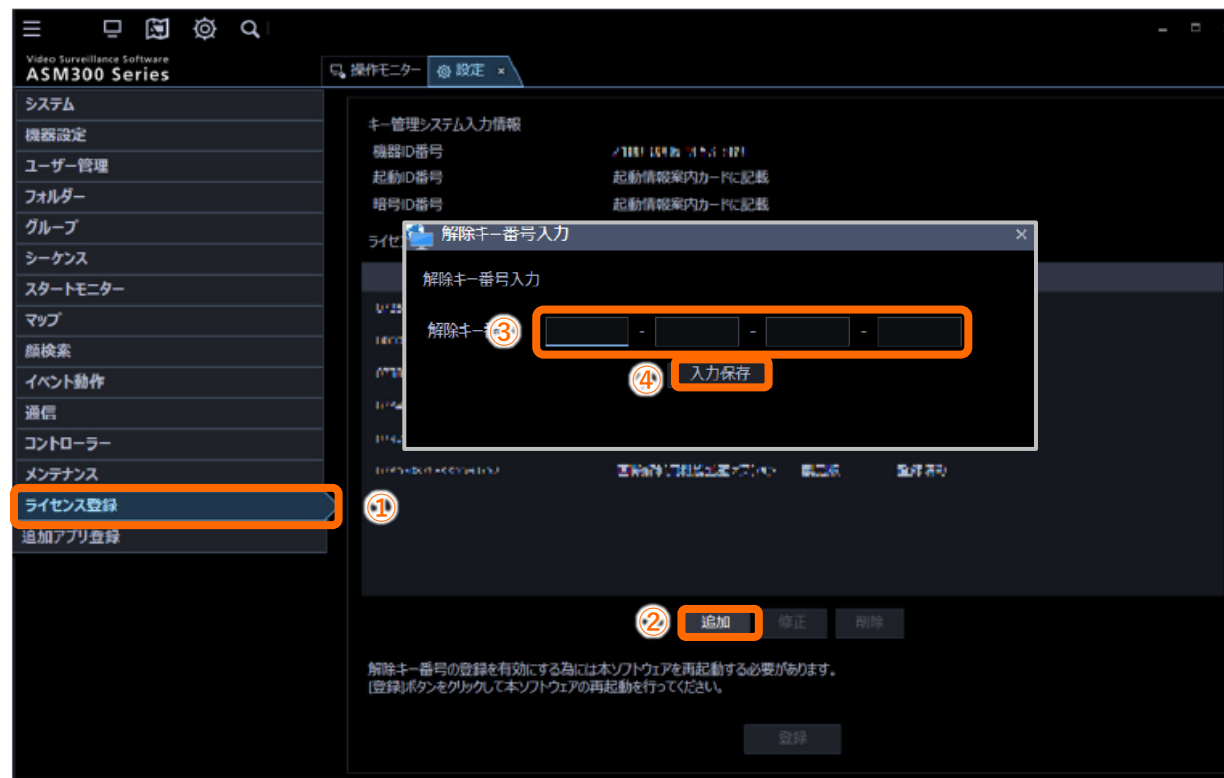 Video Surveillance Software
ASM300 Series
操作モニター
設定 ×
システム
機器設定
ユーザー管理
フォルダー
グループ
シーケンス
スタートモニター
マップ
顔検索
イベント動作
通信
コントローラー
メンテナンス
ライセンス登録
①
追加アプリ登録
キー管理システム入力情報
機器ID番号
起動ID番号 起動情報案内カードに記載
暗号ID番号 起動情報案内カードに記載
ライセ
解除キー番号入力 ×
解除キー番号入力
解除キー
③ - - -
④ 入力保存
② 追加 修正 削除
解除キー番号の登録を有効にする為には本ソフトウェアを再起動する必要があります。
[登録]ボタンをクリックして本ソフトウェアの再起動を行ってください。
登録